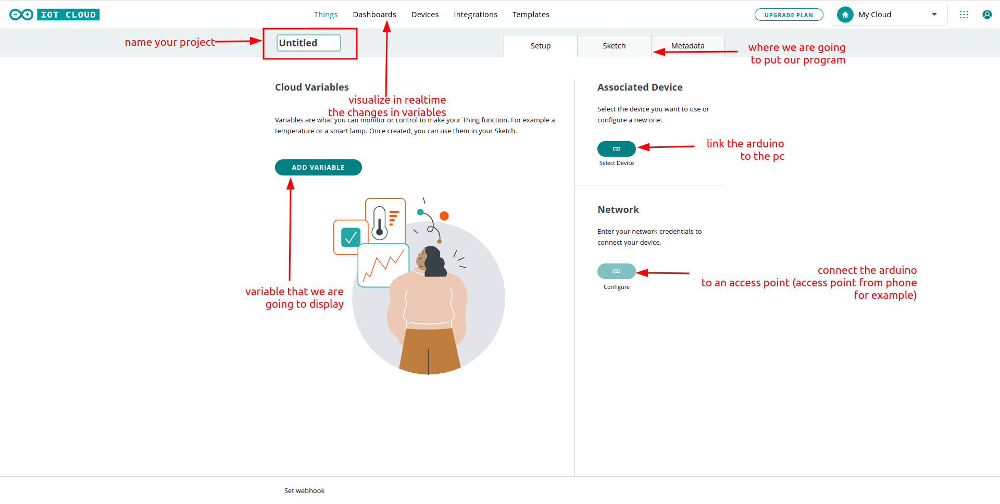 IOT CLOUD
Things Dashboards Devices Integrations Templates
UPGRADE PLAN
My Cloud
name your project
Untitled
Setup Sketch Metadata
where we are going
to put our program
Cloud Variables
visualize in realtime
the changes in variables
Variables are what you can monitor or control to make your Thing function. For example a
temperature or a smart lamp. Once created, you can use them in your Sketch.
ADD VARIABLE
variable that we are
going to display
Associated Device
Select the device you want to use or
configure a new one.
link the arduino
to the pc
Select Device
Network
Enter your network credentials to
connect your device.
connect the arduino
to an access point (access point from phone
for example)
Configure
Set webhook